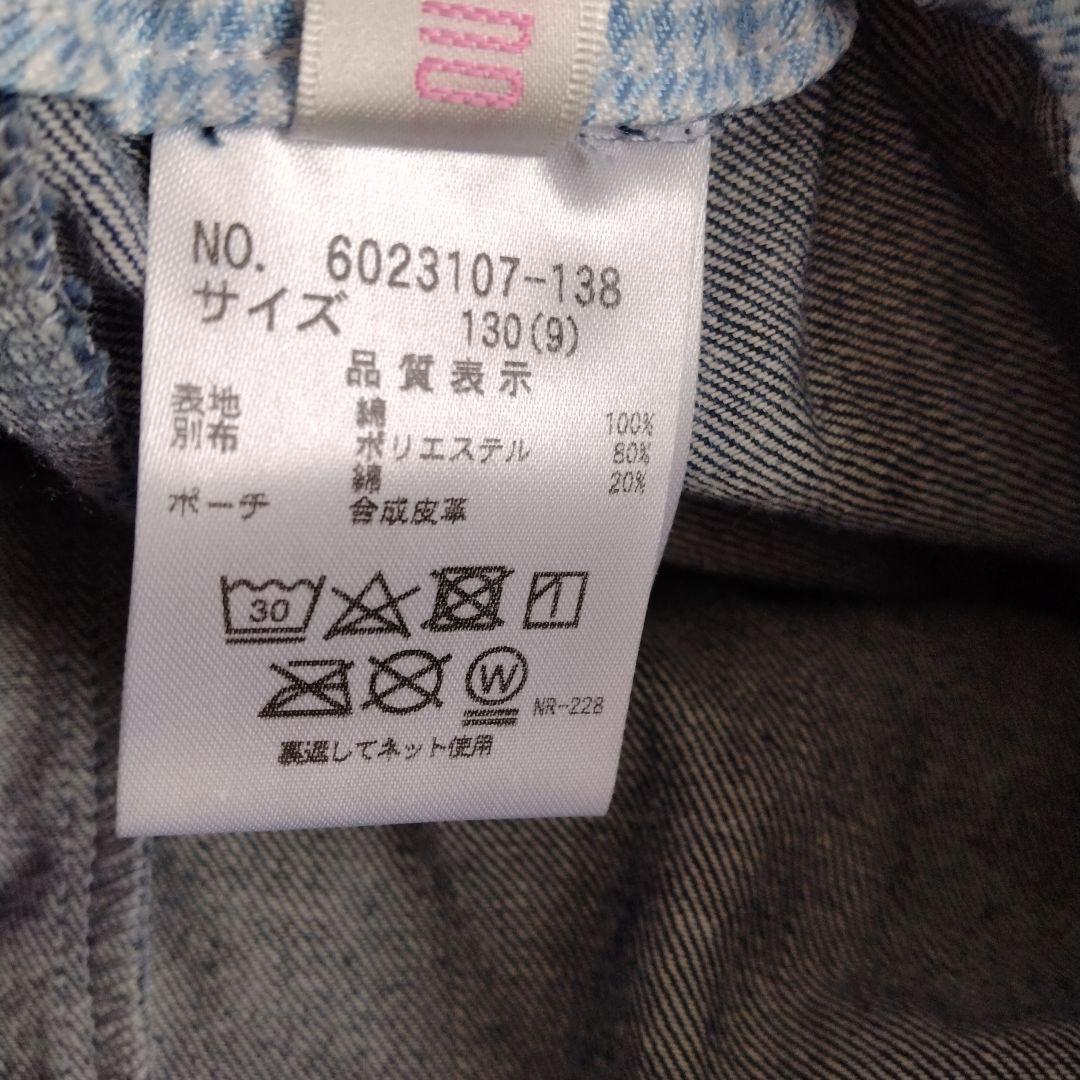 NO. 6023107-138
サイズ 130(9)
品質表示
表地 綿 100%
別布 ポリエステル 80%
綿 20%
ポーチ 合成皮革
30
W
NR-228
裏返してネット使用